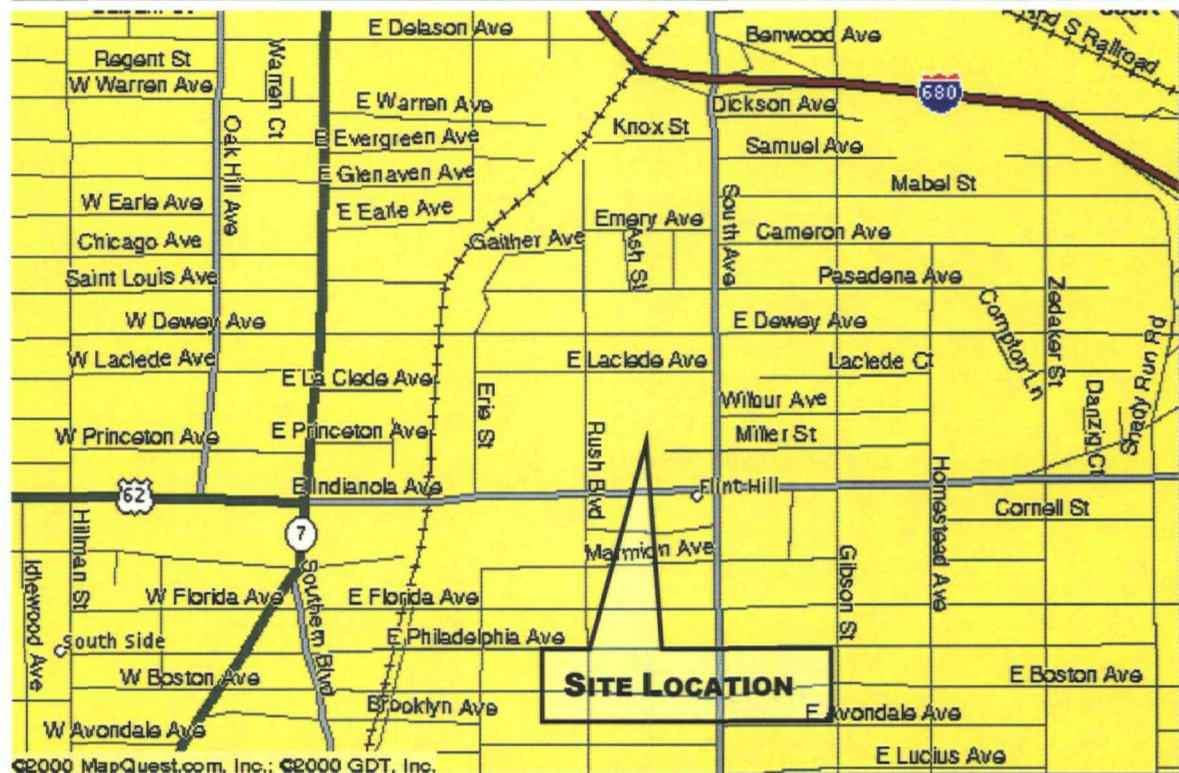 E Delason Ave
Benwood Ave
and S Railroad
Regent St
W Warren Ave
Warren Ct
680
E Warren Ave
Dickson Ave
Oak Hill Ave
Knox St
E Evergreen Ave
Samuel Ave
E Glenaven Ave
Mabel St
South Ave
W Earle Ave
E Earle Ave
Emery Ave
Cameron Ave
Chicago Ave
Gaither Ave
Ash St
Saint Louis Ave
Pasadena Ave
Compton Ln
Zedaker St
W Dewey Ave
E Dewey Ave
Shady Run Rd
W Laclede Ave
E Laclede Ave
Laclede Ct
E La Clede Ave
Erie St
Wilbur Ave
Danzig Ct
W Princeton Ave
E Princeton Ave
Rush Blvd
Miller St
Homestead Ave
62
E Indianola Ave
Flint Hill
Cornell St
Hillman St
7
Marmion Ave
Gibson St
Idlewood Ave
Southern Blvd
W Florida Ave
E Florida Ave
South Side
E Philadelphia Ave
W Boston Ave
SITE LOCATION
E Boston Ave
Brooklyn Ave
E Avondale Ave
W Avondale Ave
E Lucius Ave
©2000 MapQuest.com, Inc.; ©2000 GDT, Inc.